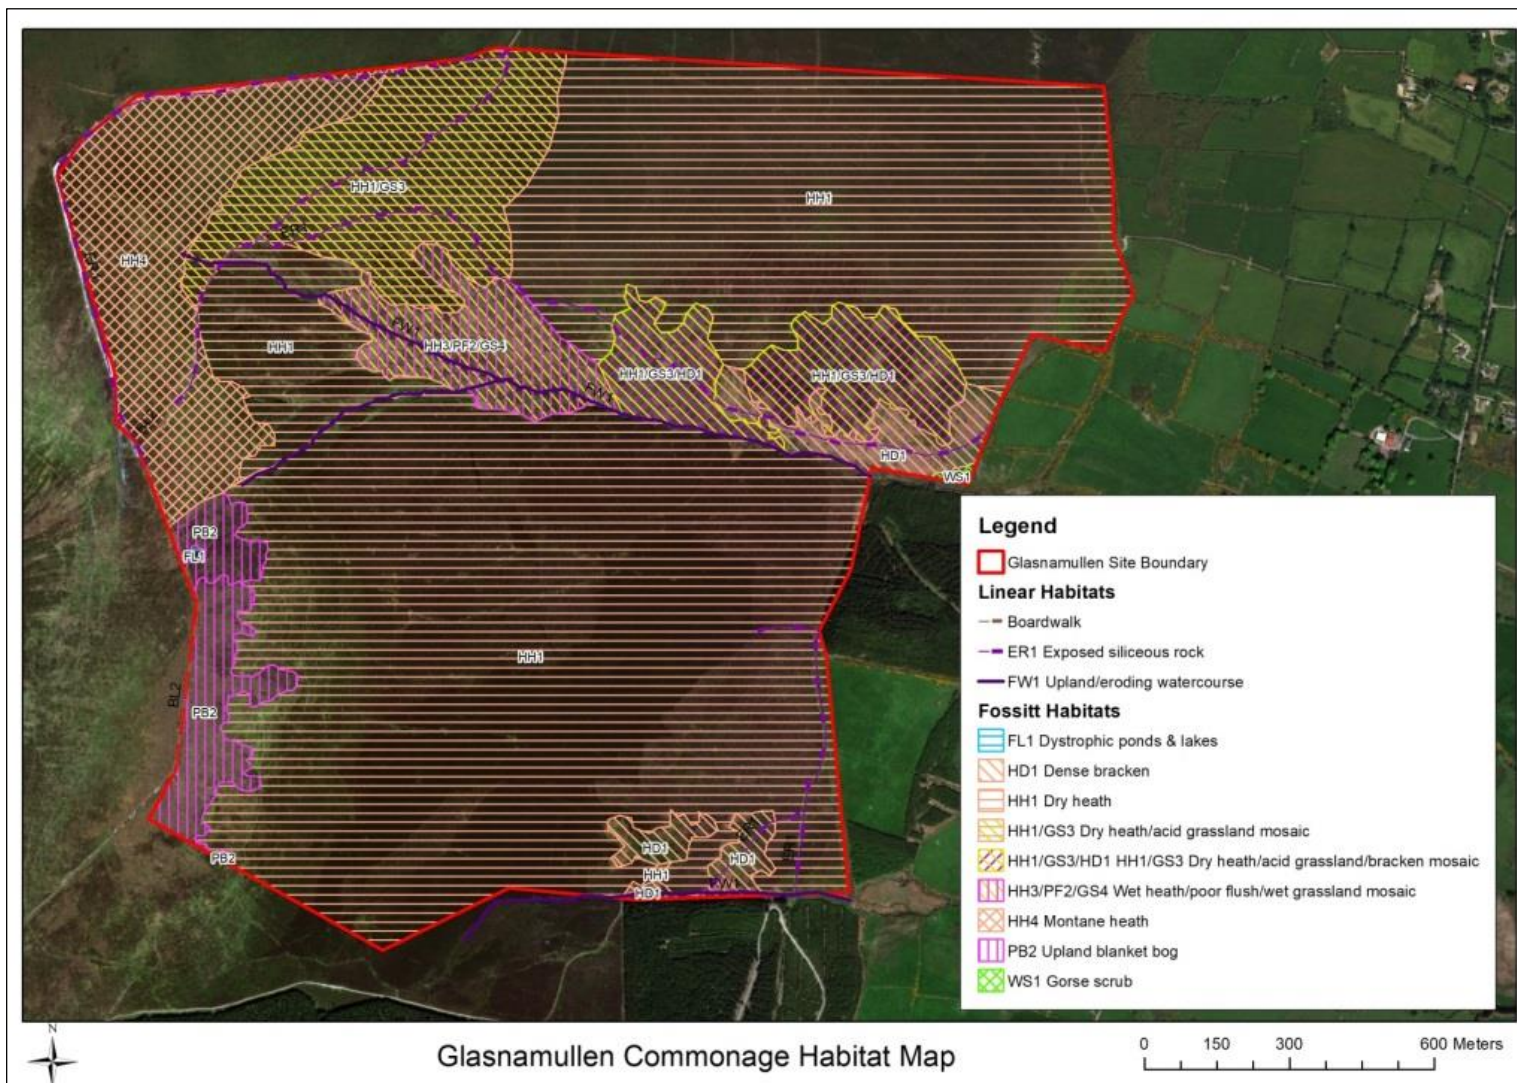 HH1/GS3
HH1
ER1
HH4
FW1
HH1
HH3/PF2/GS4
FW1
HH1/GS3/HD1
HH1/GS3/HD1
HD1
WS1
PB2
FL1
HH1
BL2
PB2
PB2
HD1
ER1
HD1
ER1
HH1
FW1
HD1
Legend
Glasnamullen Site Boundary
Linear Habitats
Boardwalk
ER1 Exposed siliceous rock
FW1 Upland/eroding watercourse
Fossitt Habitats
FL1 Dystrophic ponds & lakes
HD1 Dense bracken
HH1 Dry heath
HH1/GS3 Dry heath/acid grassland mosaic
HH1/GS3/HD1 HH1/GS3 Dry heath/acid grassland/bracken mosaic
HH3/PF2/GS4 Wet heath/poor flush/wet grassland mosaic
HH4 Montane heath
PB2 Upland blanket bog
WS1 Gorse scrub
N
Glasnamullen Commonage Habitat Map
0 150 300 600 Meters